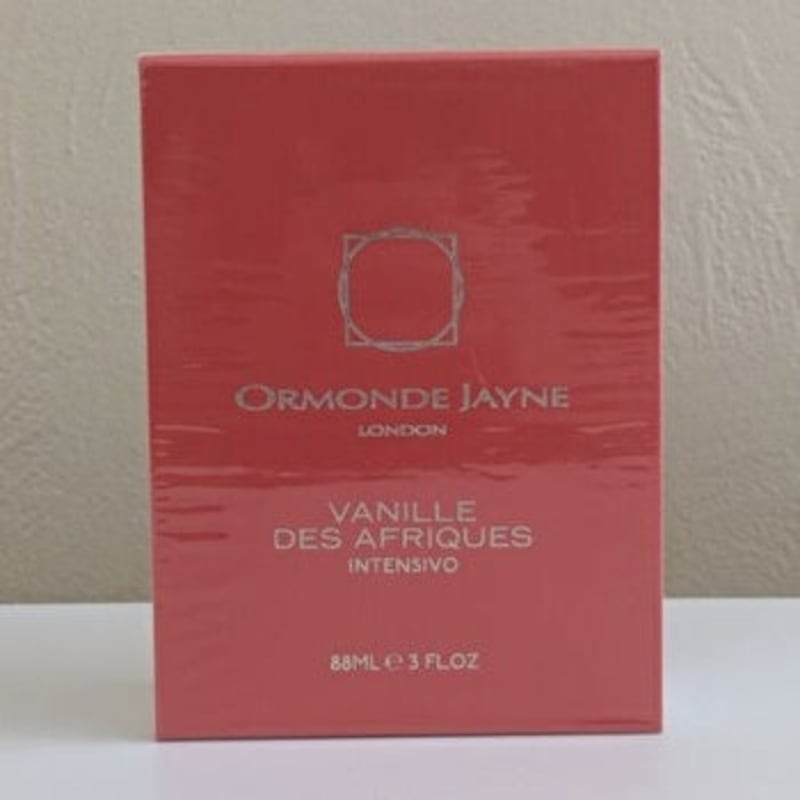 ORMONDE JAYNE
LONDON
VANILLE
DES AFRIQUES
INTENSIVO
88ML ℮ 3 FLOZ